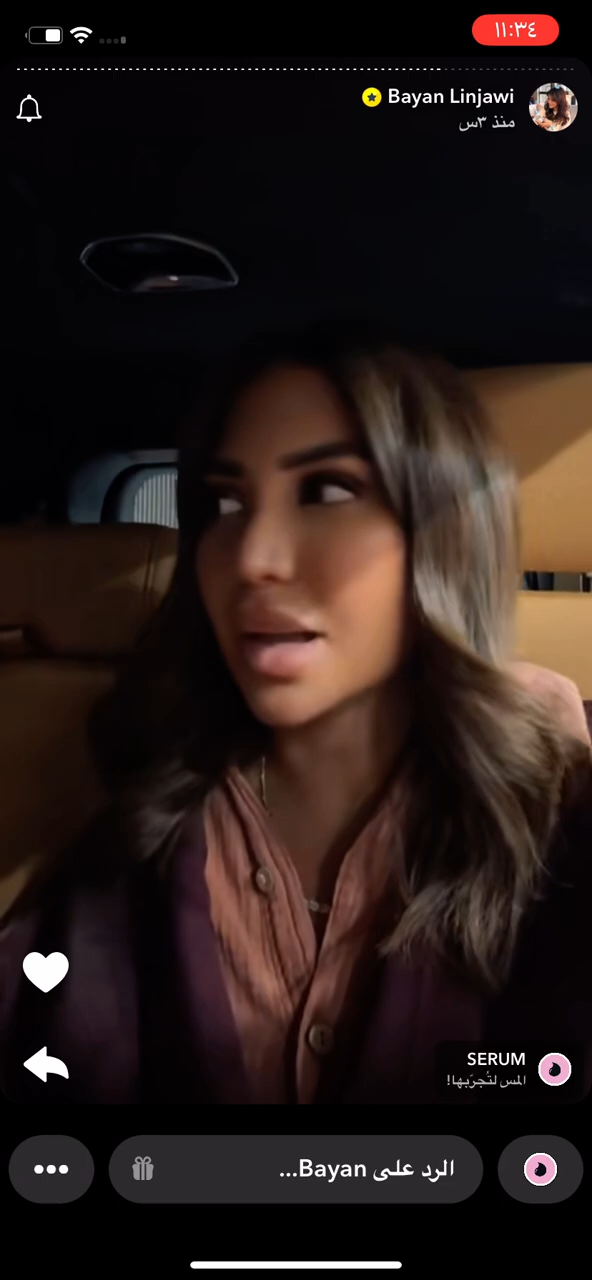 ١١:٣٤
Bayan Linjawi
منذ ٣س
SERUM
المس لتُجرّبها!
الرد على Bayan...